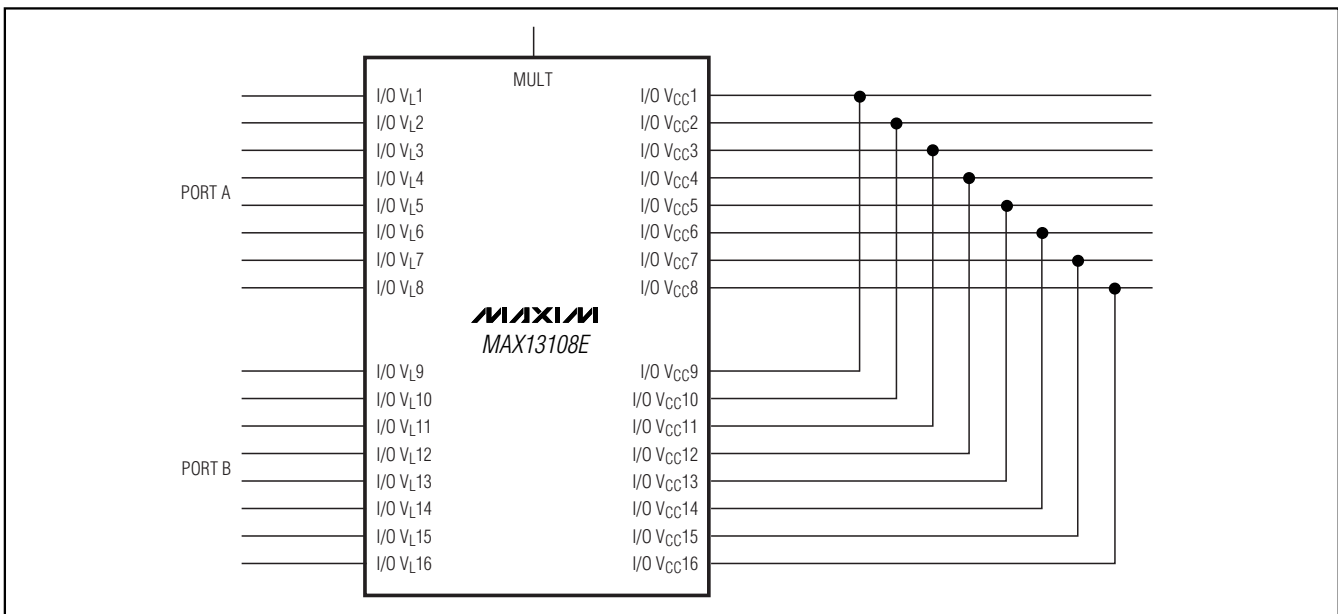 MULT
I/O VL1 I/O VCC1
I/O VL2 I/O VCC2
I/O VL3 I/O VCC3
I/O VL4 I/O VCC4
PORT A
I/O VL5 I/O VCC5
I/O VL6 I/O VCC6
I/O VL7 I/O VCC7
I/O VL8 I/O VCC8
MAXIM
MAX13108E
I/O VL9 I/O VCC9
I/O VL10 I/O VCC10
I/O VL11 I/O VCC11
I/O VL12 I/O VCC12
PORT B
I/O VL13 I/O VCC13
I/O VL14 I/O VCC14
I/O VL15 I/O VCC15
I/O VL16 I/O VCC16